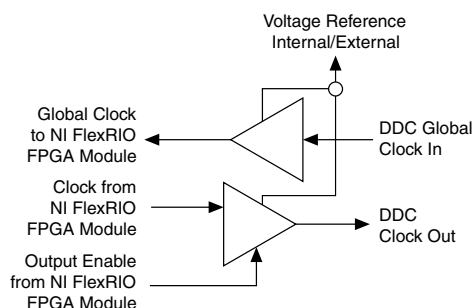 Voltage Reference
Internal/External
Global Clock
to NI FlexRIO
FPGA Module
DDC Global
Clock In
Clock from
NI FlexRIO
FPGA Module
DDC
Clock Out
Output Enable
from NI FlexRIO
FPGA Module